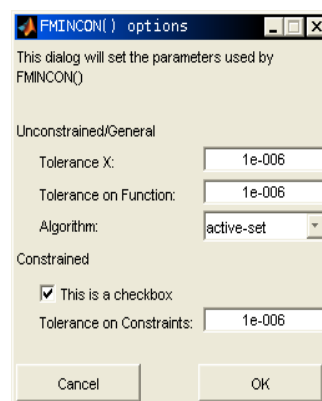 FMINCON() options
This dialog will set the parameters used by
FMINCON()
Unconstrained/General
Tolerance X: 1e-006
Tolerance on Function: 1e-006
Algorithm: active-set
Constrained
This is a checkbox
Tolerance on Constraints: 1e-006
Cancel OK